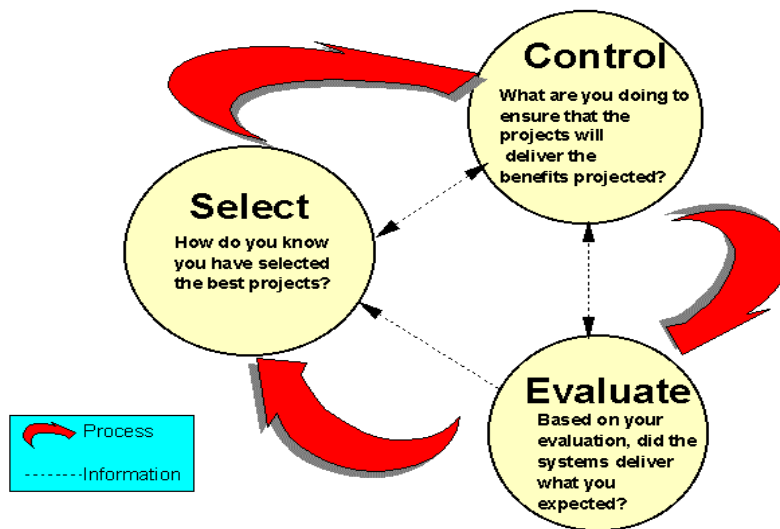 Control
What are you doing to
ensure that the
projects will
deliver the
benefits projected?
Select
How do you know
you have selected
the best projects?
Evaluate
Based on your
evaluation, did the
systems deliver
what you
expected?
Process
Information